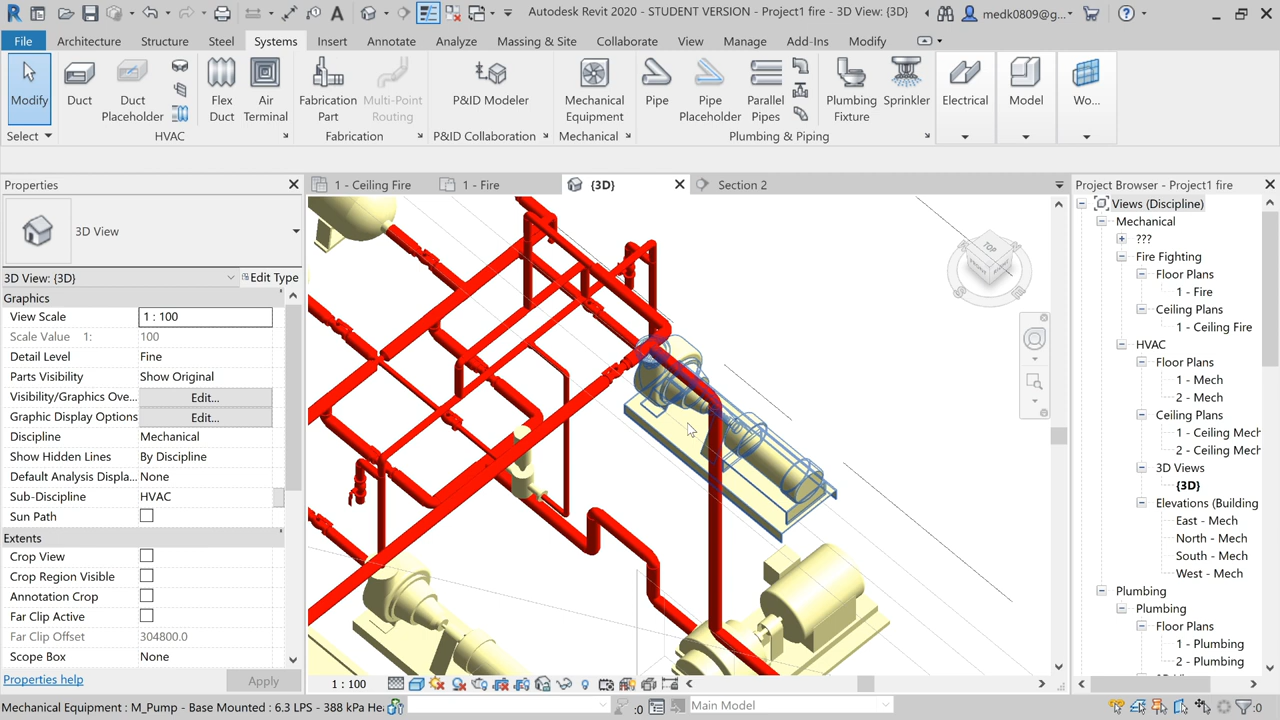 Autodesk Revit 2020 - STUDENT VERSION - Project1 fire - 3D View: {3D}
medk0809@g...
File
Architecture
Structure
Steel
Systems
Insert
Annotate
Analyze
Massing & Site
Collaborate
View
Manage
Add-Ins
Modify
Modify
Duct
Duct
Placeholder
Flex
Duct
Air
Terminal
Fabrication
Part
Multi-Point
Routing
P&ID Modeler
Mechanical
Equipment
Pipe
Pipe
Placeholder
Parallel
Pipes
Plumbing
Fixture
Sprinkler
Electrical
Model
Wo...
Select
HVAC
Fabrication
P&ID Collaboration
Mechanical
Plumbing & Piping
Properties
3D View
3D View: {3D}
Edit Type
Graphics
View Scale
1 : 100
Scale Value 1:
100
Detail Level
Fine
Parts Visibility
Show Original
Visibility/Graphics Ove...
Edit...
Graphic Display Options
Edit...
Discipline
Mechanical
Show Hidden Lines
By Discipline
Default Analysis Displa...
None
Sub-Discipline
HVAC
Sun Path
Extents
Crop View
Crop Region Visible
Annotation Crop
Far Clip Active
Far Clip Offset
304800.0
Scope Box
None
Properties help
Apply
1 - Ceiling Fire
1 - Fire
{3D}
Section 2
TOP
FRONT
1 : 100
Project Browser - Project1 fire
Views (Discipline)
Mechanical
???
Fire Fighting
Floor Plans
1 - Fire
Ceiling Plans
1 - Ceiling Fire
HVAC
Floor Plans
1 - Mech
2 - Mech
Ceiling Plans
1 - Ceiling Mech
2 - Ceiling Mech
3D Views
{3D}
Elevations (Building
East - Mech
North - Mech
South - Mech
West - Mech
Plumbing
Plumbing
Floor Plans
1 - Plumbing
2 - Plumbing
Mechanical Equipment : M_Pump - Base Mounted : 6.3 LPS - 388 kPa He
:0
Main Model
:0